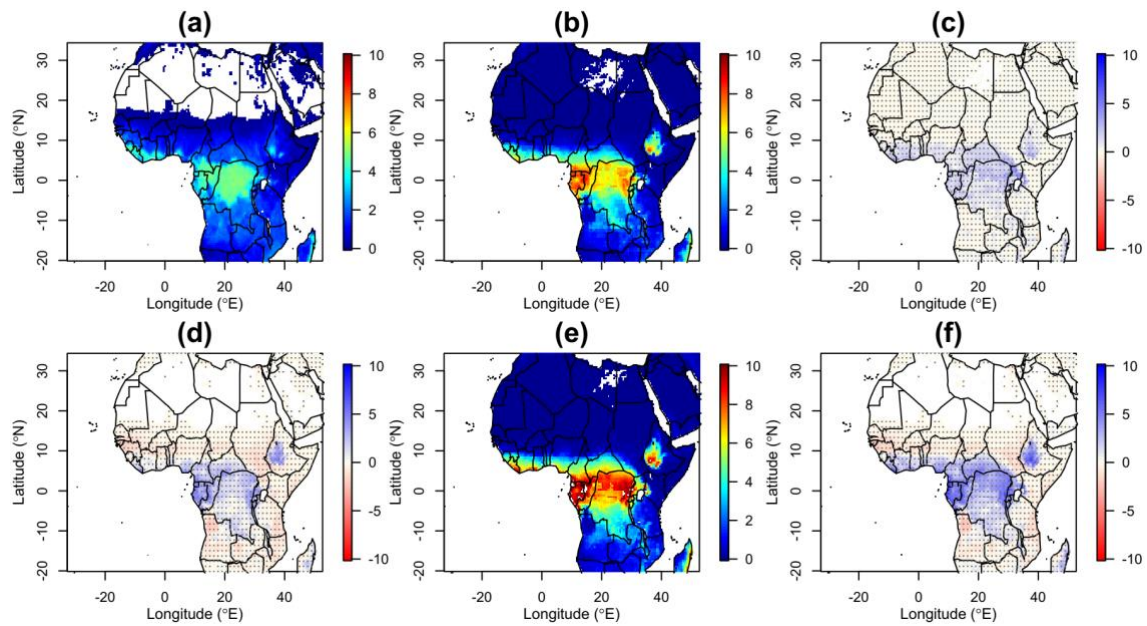 (a) (b) (c)
30 10 30 10 30 10
20 8 20 8 20 5
10 6 10 6 10 0
0 4 0 4 0 -5
-10 2 -10 2 -10 -10
-20 0 -20 0 -20
Latitude (°N) Latitude (°N) Latitude (°N)
-20 0 20 40 -20 0 20 40 -20 0 20 40
Longitude (°E) Longitude (°E) Longitude (°E)
(d) (e) (f)
30 10 30 10 30 10
20 5 20 8 20 5
10 0 10 6 10 0
0 -5 0 4 0 -5
-10 -10 -10 2 -10 -10
-20 -20 0 -20
Latitude (°N) Latitude (°N) Latitude (°N)
-20 0 20 40 -20 0 20 40 -20 0 20 40
Longitude (°E) Longitude (°E) Longitude (°E)